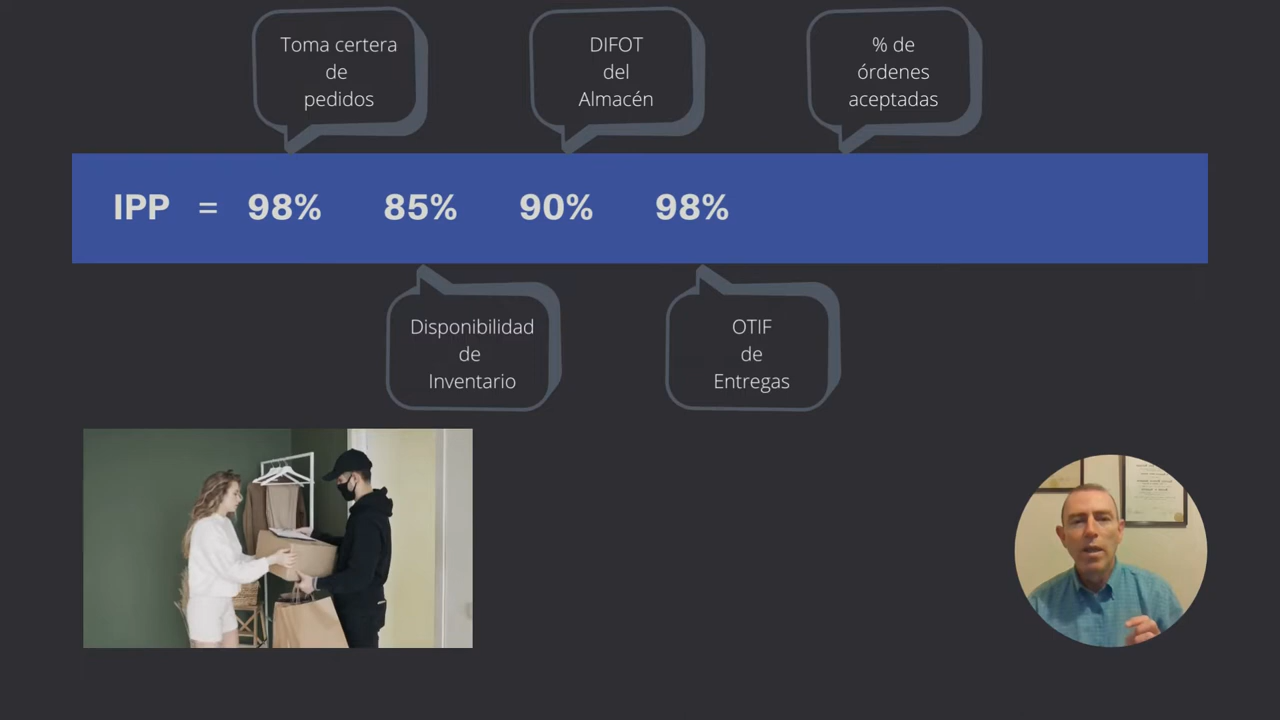 Toma certera
de
pedidos
DIFOT
del
Almacén
% de
órdenes
aceptadas
IPP = 98% 85% 90% 98%
Disponibilidad
de
Inventario
OTIF
de
Entregas